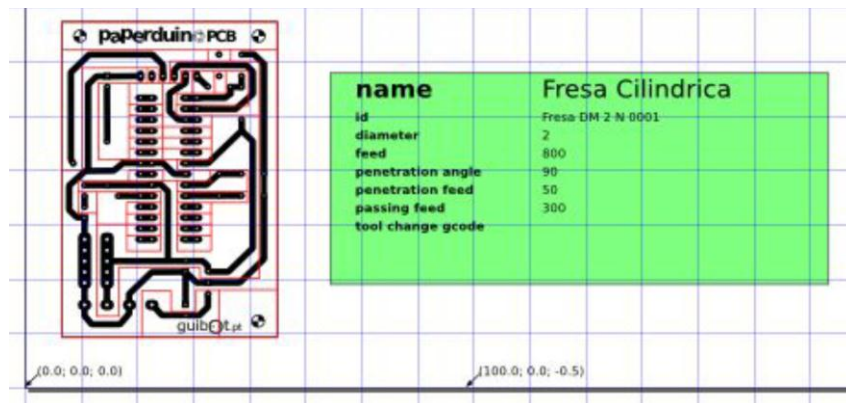 paperduino PCB
name Fresa Cilindrica
id Fresa DM 2 N 0001
diameter 2
feed 800
penetration angle 90
penetration feed 50
passing feed 300
tool change gcode
guibot.pt
(0.0; 0.0; 0.0)
(100.0; 0.0; -0.5)